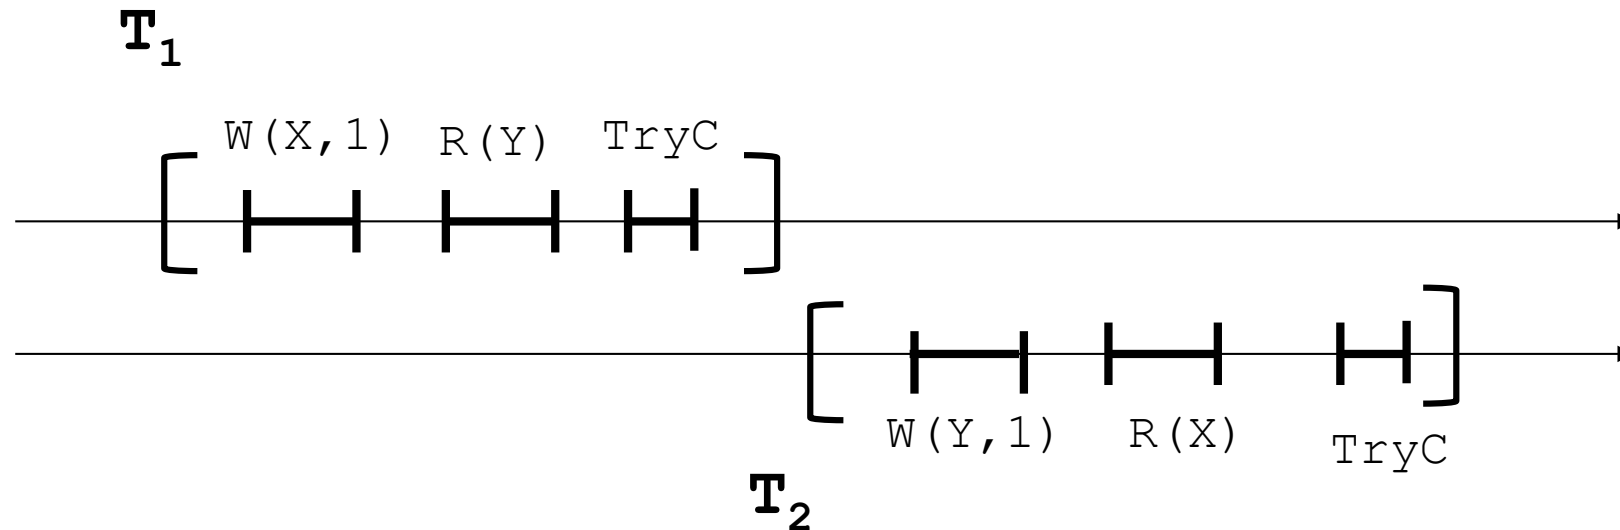 T₁
W(X,1) R(Y) TryC
W(Y,1) R(X) TryC
T₂